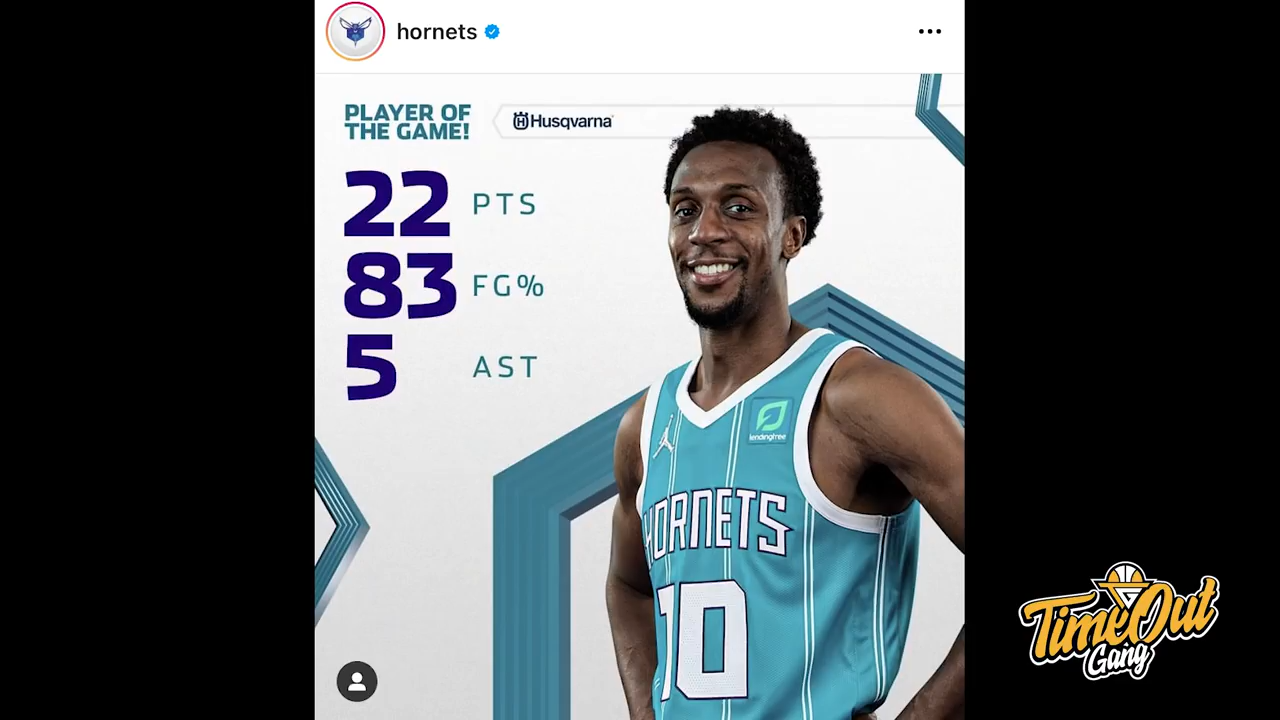 hornets
PLAYER OF
THE GAME!
Husqvarna
22 PTS
83 FG%
5 AST
lendingtree
HORNETS
10
TimeOut
Gang